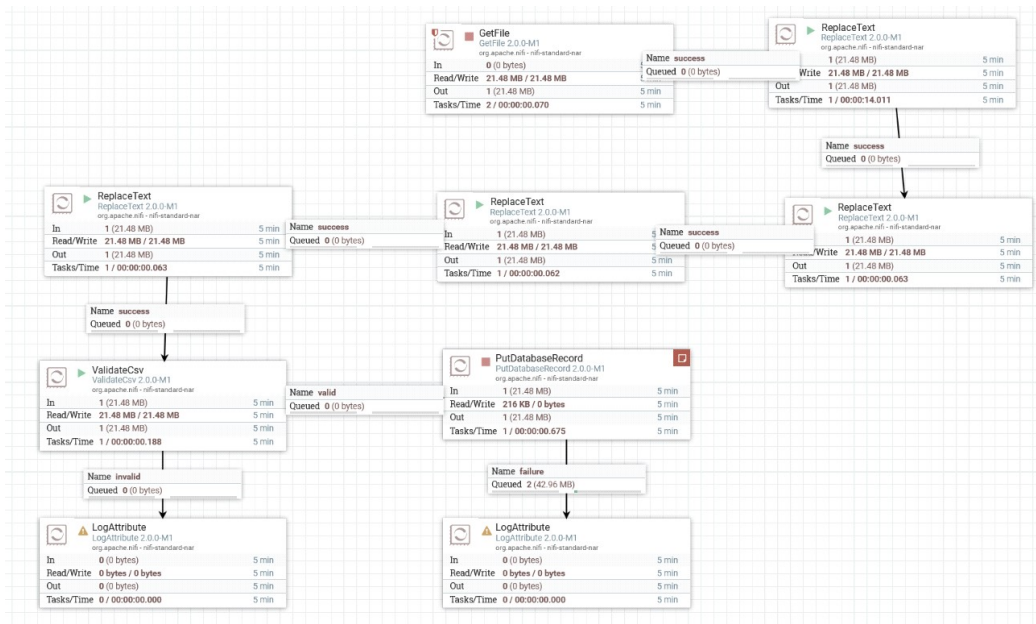 GetFile
GetFile 2.0.0-M1
org.apache.nifi - nifi-standard-nar
In 0 (0 bytes) 5
Read/Write 21.48 MB / 21.48 MB
Out 1 (21.48 MB) 5 min
Tasks/Time 2 / 00:00:00.070 5 min
Name success
Queued 0 (0 bytes)
ReplaceText
ReplaceText 2.0.0-M1
org.apache.nifi - nifi-standard-nar
1 (21.48 MB) 5 min
Write 21.48 MB / 21.48 MB 5 min
Out 1 (21.48 MB) 5 min
Tasks/Time 1 / 00:00:14.011 5 min
Name success
Queued 0 (0 bytes)
ReplaceText
ReplaceText 2.0.0-M1
org.apache.nifi - nifi-standard-nar
In 1 (21.48 MB) 5 min
Read/Write 21.48 MB / 21.48 MB 5 min
Out 1 (21.48 MB) 5 min
Tasks/Time 1 / 00:00:00.063 5 min
Name success
Queued 0 (0 bytes)
ReplaceText
ReplaceText 2.0.0-M1
org.apache.nifi - nifi-standard-nar
In 1 (21.48 MB)
Read/Write 21.48 MB / 21.48 MB
Out 1 (21.48 MB) 5 min
Tasks/Time 1 / 00:00:00.062 5 min
Name success
Queued 0 (0 bytes)
ReplaceText
ReplaceText 2.0.0-M1
org.apache.nifi - nifi-standard-nar
1 (21.48 MB) 5 min
/Write 21.48 MB / 21.48 MB 5 min
Out 1 (21.48 MB) 5 min
Tasks/Time 1 / 00:00:00.063 5 min
Name success
Queued 0 (0 bytes)
ValidateCsv
ValidateCsv 2.0.0-M1
org.apache.nifi - nifi-standard-nar
In 1 (21.48 MB) 5 min
Read/Write 21.48 MB / 21.48 MB 5 min
Out 1 (21.48 MB) 5 min
Tasks/Time 1 / 00:00:00.188 5 min
Name valid
Queued 0 (0 bytes)
PutDatabaseRecord
PutDatabaseRecord 2.0.0-M1
org.apache.nifi - nifi-standard-nar
In 1 (21.48 MB) 5 min
Read/Write 216 KB / 0 bytes 5 min
Out 1 (21.48 MB) 5 min
Tasks/Time 1 / 00:00:00.675 5 min
Name invalid
Queued 0 (0 bytes)
Name failure
Queued 2 (42.96 MB)
LogAttribute
LogAttribute 2.0.0-M1
org.apache.nifi - nifi-standard-nar
In 0 (0 bytes) 5 min
Read/Write 0 bytes / 0 bytes 5 min
Out 0 (0 bytes) 5 min
Tasks/Time 0 / 00:00:00.000 5 min
LogAttribute
LogAttribute 2.0.0-M1
org.apache.nifi - nifi-standard-nar
In 0 (0 bytes) 5 min
Read/Write 0 bytes / 0 bytes 5 min
Out 0 (0 bytes) 5 min
Tasks/Time 0 / 00:00:00.000 5 min